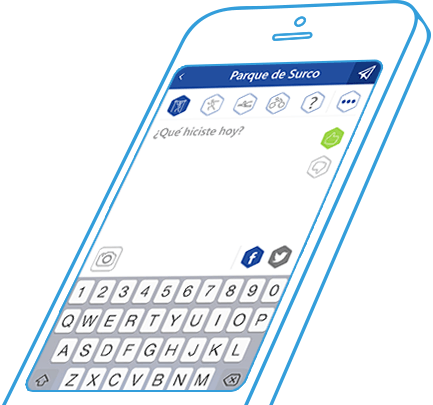 Parque de Surco
?
¿Qué hiciste hoy?
f
1 2 3 4 5 6 7 8 9 0
Q W E R T Y U I O P
A S D F G H J K L
Z X C V B N M